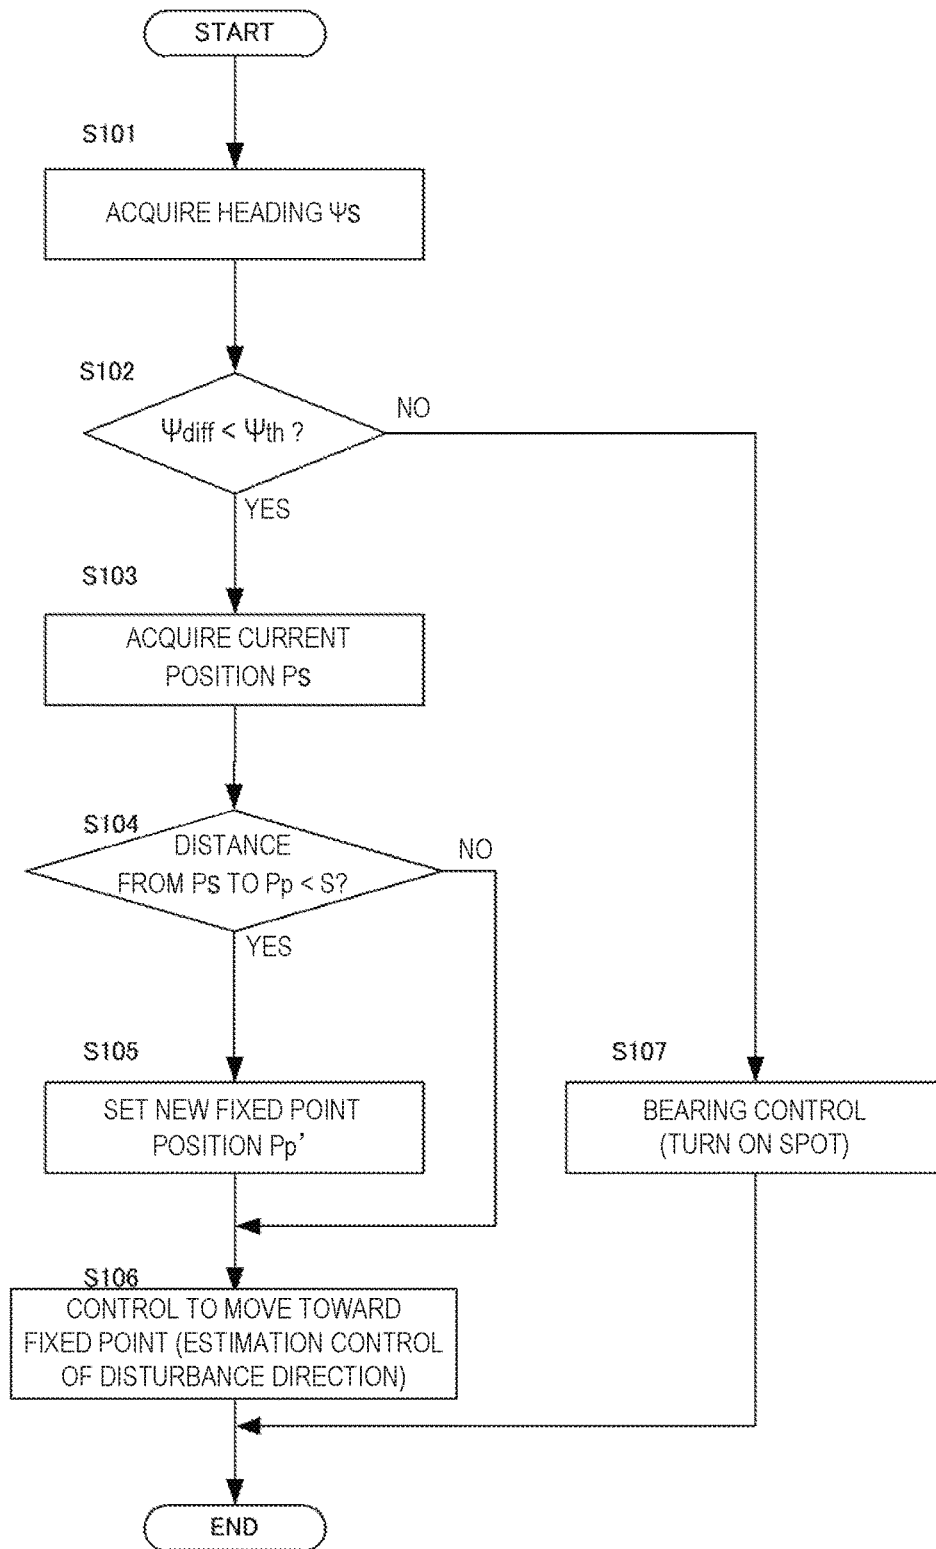 START
S101
ACQUIRE HEADING Ψs
S102
Ψdiff < Ψth ?
NO
YES
S103
ACQUIRE CURRENT
POSITION Ps
S104
DISTANCE
FROM Ps TO Pp < S?
NO
YES
S105
SET NEW FIXED POINT
POSITION Pp'
S107
BEARING CONTROL
(TURN ON SPOT)
S106
CONTROL TO MOVE TOWARD
FIXED POINT (ESTIMATION CONTROL
OF DISTURBANCE DIRECTION)
END